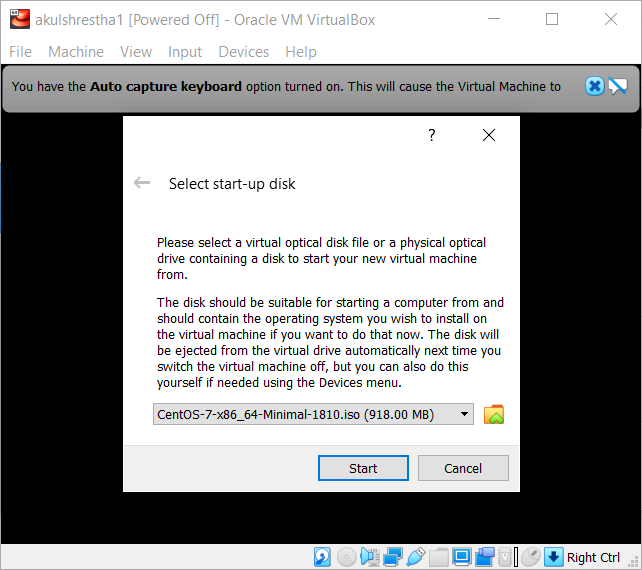 akulshrestha1 [Powered Off] - Oracle VM VirtualBox
File Machine View Input Devices Help
You have the Auto capture keyboard option turned on. This will cause the Virtual Machine to
?
Select start-up disk
Please select a virtual optical disk file or a physical optical
drive containing a disk to start your new virtual machine
from.
The disk should be suitable for starting a computer from and
should contain the operating system you wish to install on
the virtual machine if you want to do that now. The disk will
be ejected from the virtual drive automatically next time you
switch the virtual machine off, but you can also do this
yourself if needed using the Devices menu.
CentOS-7-x86_64-Minimal-1810.iso (918.00 MB)
Start Cancel
Right Ctrl